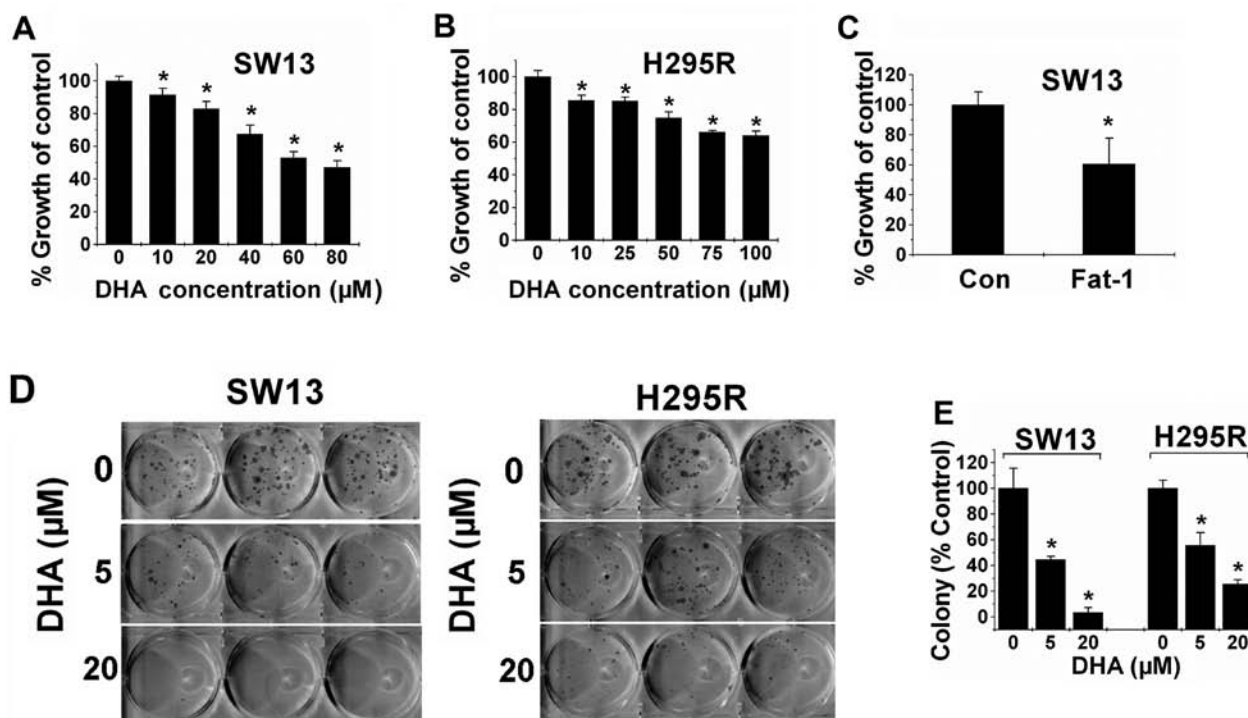 A
SW13
% Growth of control
100
80
60
40
20
0
* * * * *
0 10 20 40 60 80
DHA concentration (µM)
B
H295R
% Growth of control
100
80
60
40
20
0
* * * * *
0 10 25 50 75 100
DHA concentration (µM)
C
SW13
% Growth of control
120
100
80
60
40
20
0
*
Con Fat-1
D
SW13
H295R
DHA (µM)
0
5
20
DHA (µM)
0
5
20
E
SW13 H295R
Colony (% Control)
120
100
80
60
40
20
0
* * * *
0 5 20 0 5 20
DHA (µM)